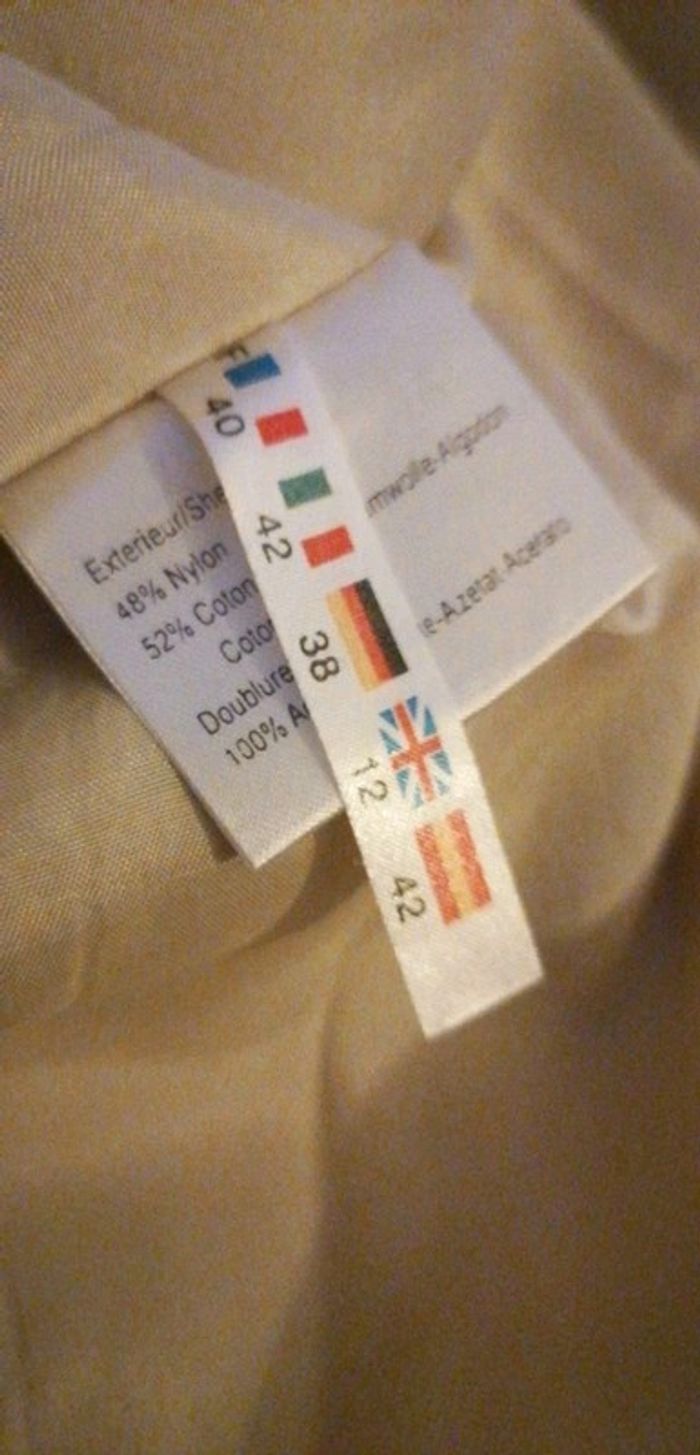 F
40
42
38
12
42
Exterieur/She
48% Nylon
52% Coton mwolle-Algodon
Coto
Doublure e-Azetat Acetato
100% A